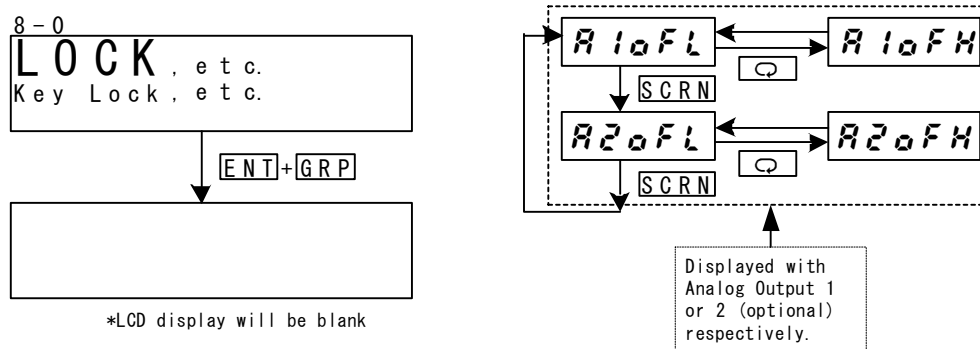 8-0
LOCK, etc.
Key Lock, etc.
ENT+GRP
*LCD display will be blank
A1oFL
A1oFH
SCRN
A2oFL
A2oFH
SCRN
Displayed with
Analog Output 1
or 2 (optional)
respectively.